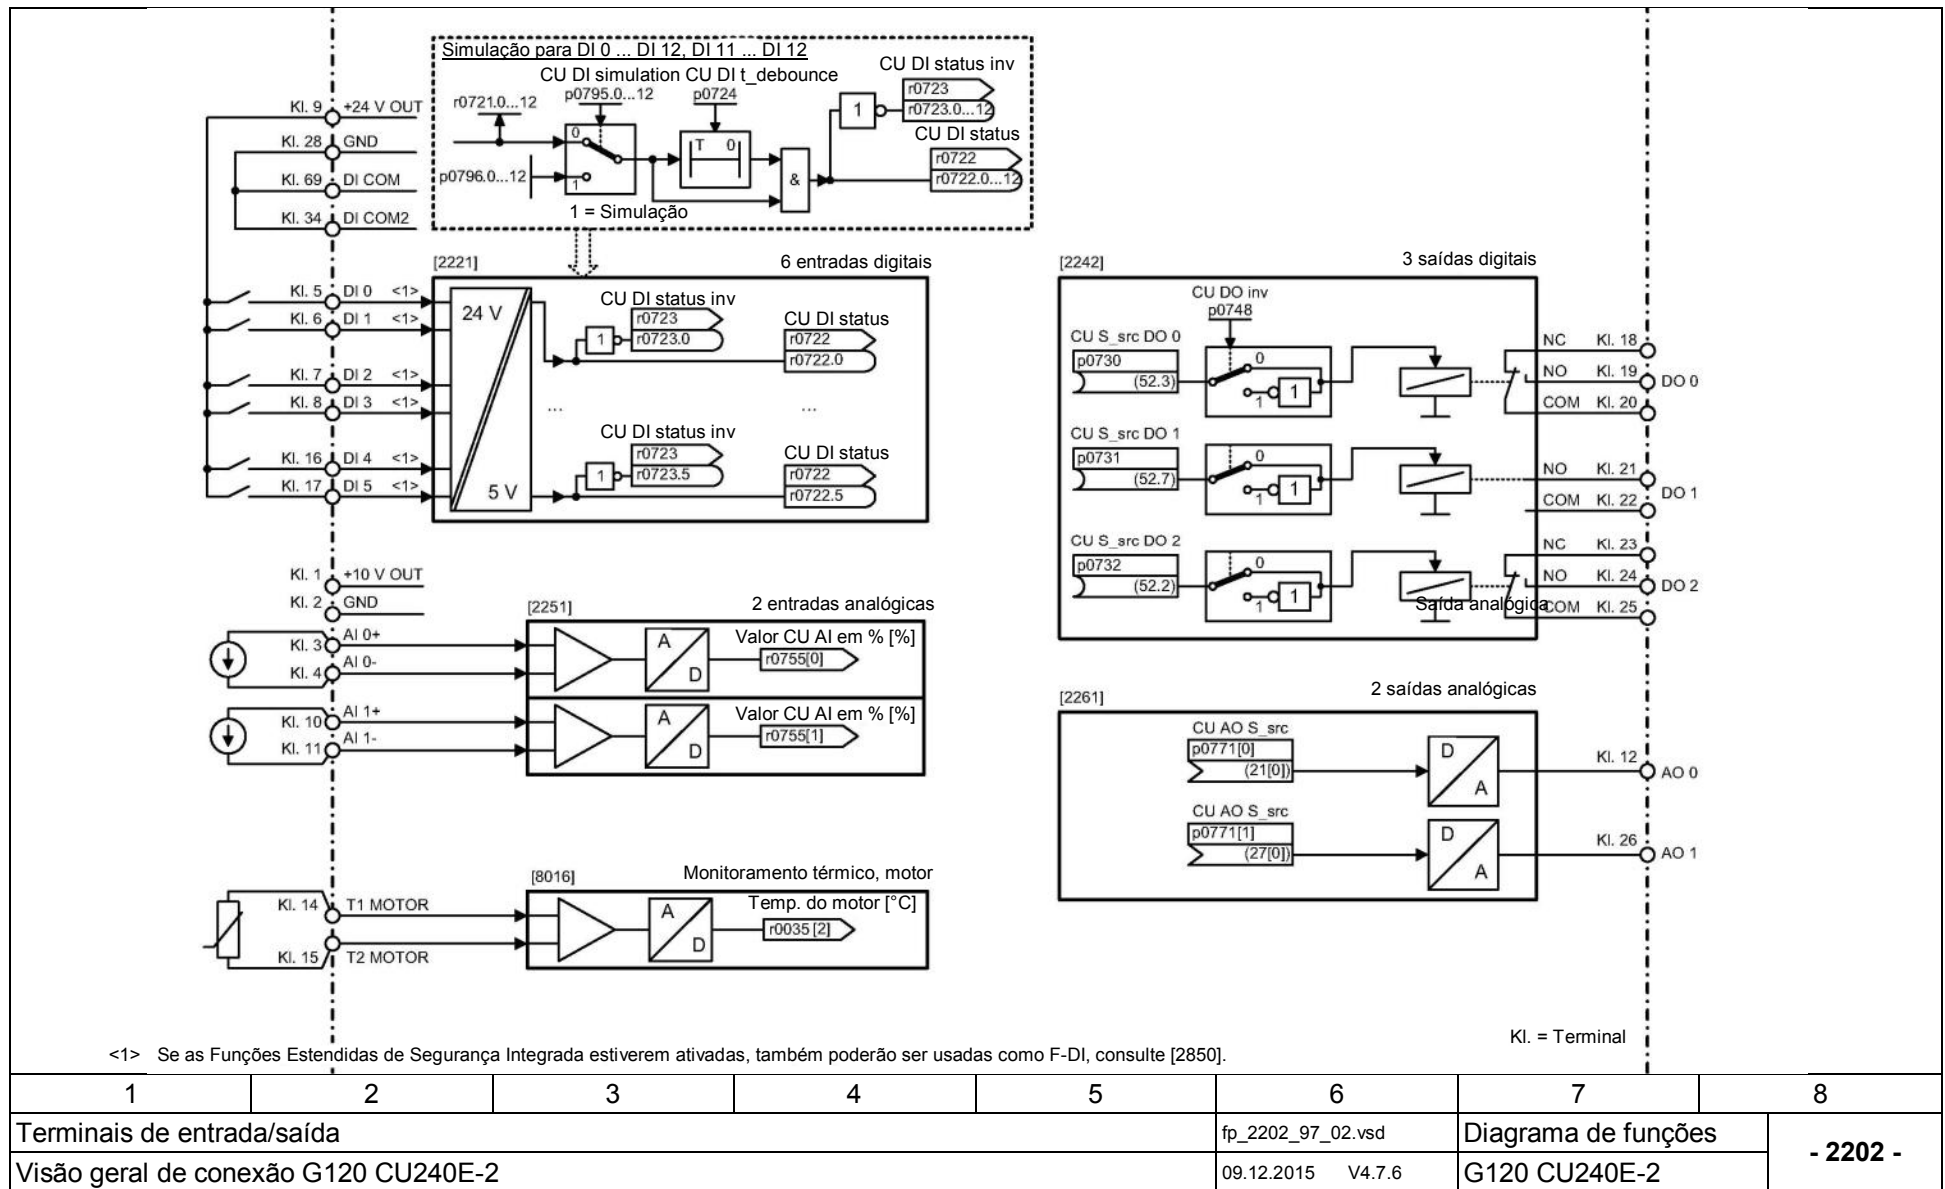 Simulação para DI 0 ... DI 12, DI 11 ... DI 12
CU DI simulation CU DI t_debounce
CU DI status inv
r0721.0...12
p0795.0...12
p0724
r0723
r0723.0...12
1
CU DI status
r0722
r0722.0...12
0
T 0
&
p0796.0...12
1
1 = Simulação
Kl. 9 +24 V OUT
Kl. 28 GND
Kl. 69 DI COM
Kl. 34 DI COM2
[2221]
6 entradas digitais
Kl. 5 DI 0 <1>
Kl. 6 DI 1 <1>
Kl. 7 DI 2 <1>
Kl. 8 DI 3 <1>
Kl. 16 DI 4 <1>
Kl. 17 DI 5 <1>
24 V
5 V
CU DI status inv
r0723
r0723.0
1
CU DI status
r0722
r0722.0
...
...
CU DI status inv
r0723
r0723.5
1
CU DI status
r0722
r0722.5
[2242]
3 saídas digitais
CU DO inv
p0748
CU S_src DO 0
p0730
(52.3)
0
1
1
NC Kl. 18
NO Kl. 19
DO 0
COM Kl. 20
CU S_src DO 1
p0731
(52.7)
0
1
1
NO Kl. 21
DO 1
COM Kl. 22
CU S_src DO 2
p0732
(52.2)
0
1
1
NC Kl. 23
NO Kl. 24
DO 2
Saída analógica
COM Kl. 25
Kl. 1 +10 V OUT
Kl. 2 GND
[2251]
2 entradas analógicas
Kl. 3 AI 0+
Kl. 4 AI 0-
A
D
Valor CU AI em % [%]
r0755[0]
Kl. 10 AI 1+
Kl. 11 AI 1-
A
D
Valor CU AI em % [%]
r0755[1]
[2261]
2 saídas analógicas
CU AO S_src
p0771[0]
(21[0])
D
A
Kl. 12
AO 0
CU AO S_src
p0771[1]
(27[0])
D
A
Kl. 26
AO 1
[8016]
Monitoramento térmico, motor
Kl. 14 T1 MOTOR
Kl. 15 T2 MOTOR
A
D
Temp. do motor [°C]
r0035 [2]
Kl. = Terminal
<1> Se as Funções Estendidas de Segurança Integrada estiverem ativadas, também poderão ser usadas como F-DI, consulte [2850].
1 2 3 4 5 6 7 8
Terminais de entrada/saída
fp_2202_97_02.vsd
Diagrama de funções
- 2202 -
Visão geral de conexão G120 CU240E-2
09.12.2015 V4.7.6
G120 CU240E-2